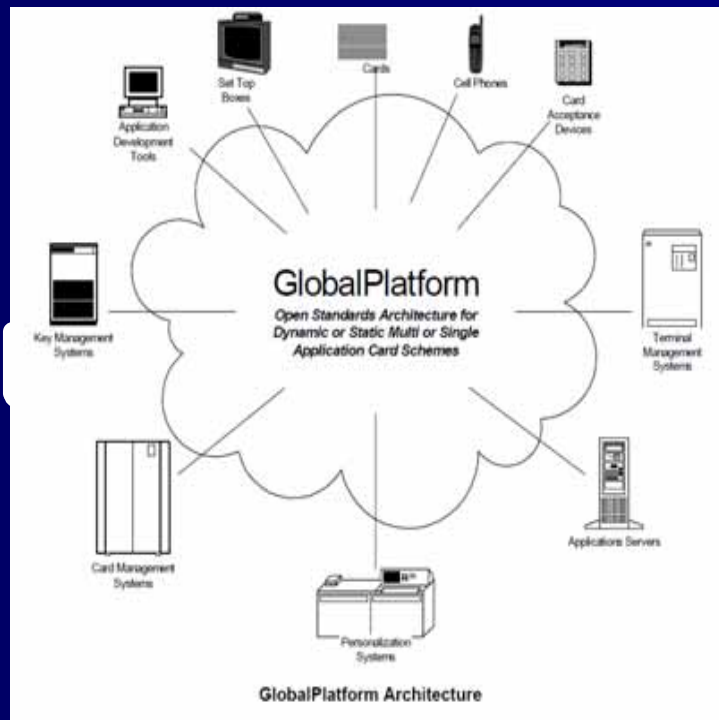 Set Top
Boxes
Cards
Cell Phones
Application
Development
Tools
Card
Acceptance
Devices
GlobalPlatform
Open Standards Architecture for
Dynamic or Static Multi or Single
Application Card Schemes
Key Management
Systems
Terminal
Management
Systems
Card Management
Systems
Applications Servers
Personalization
Systems
GlobalPlatform Architecture